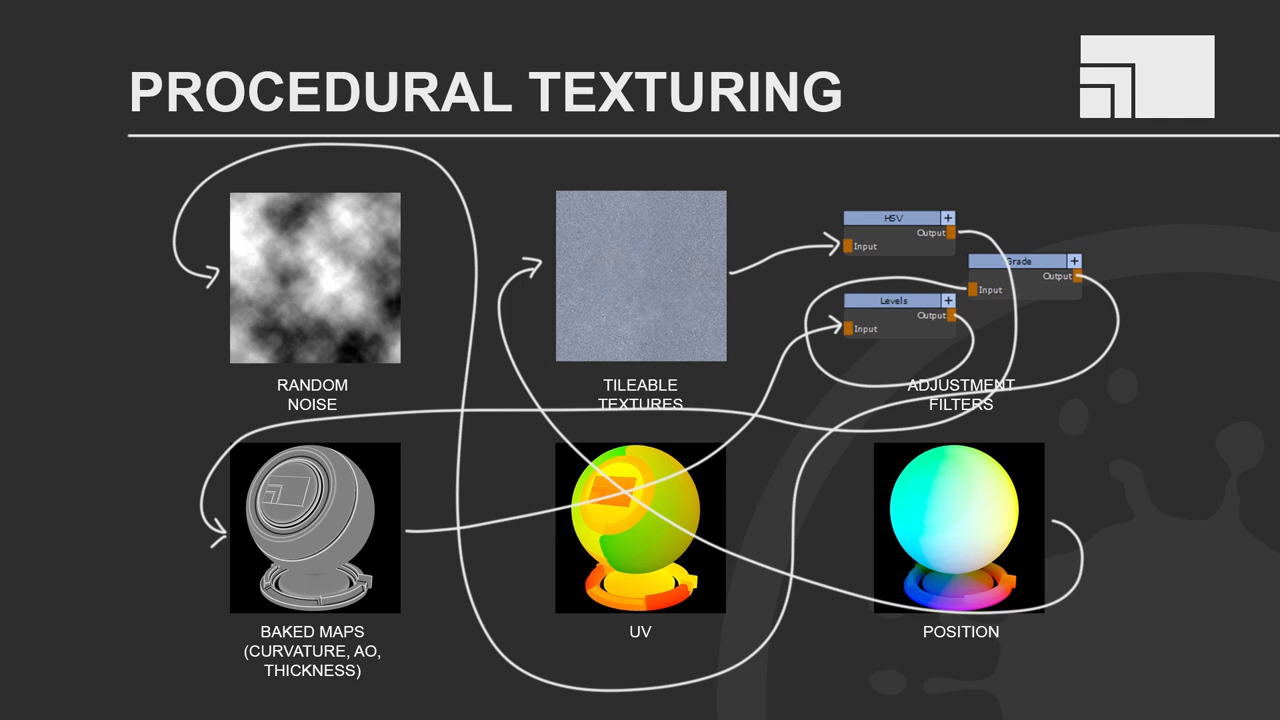 PROCEDURAL TEXTURING
HSV +
Output
Input
Grade +
Output
Input
Levels +
Output
Input
RANDOM
NOISE
TILEABLE
TEXTURES
ADJUSTMENT
FILTERS
BAKED MAPS
(CURVATURE, AO,
THICKNESS)
UV
POSITION